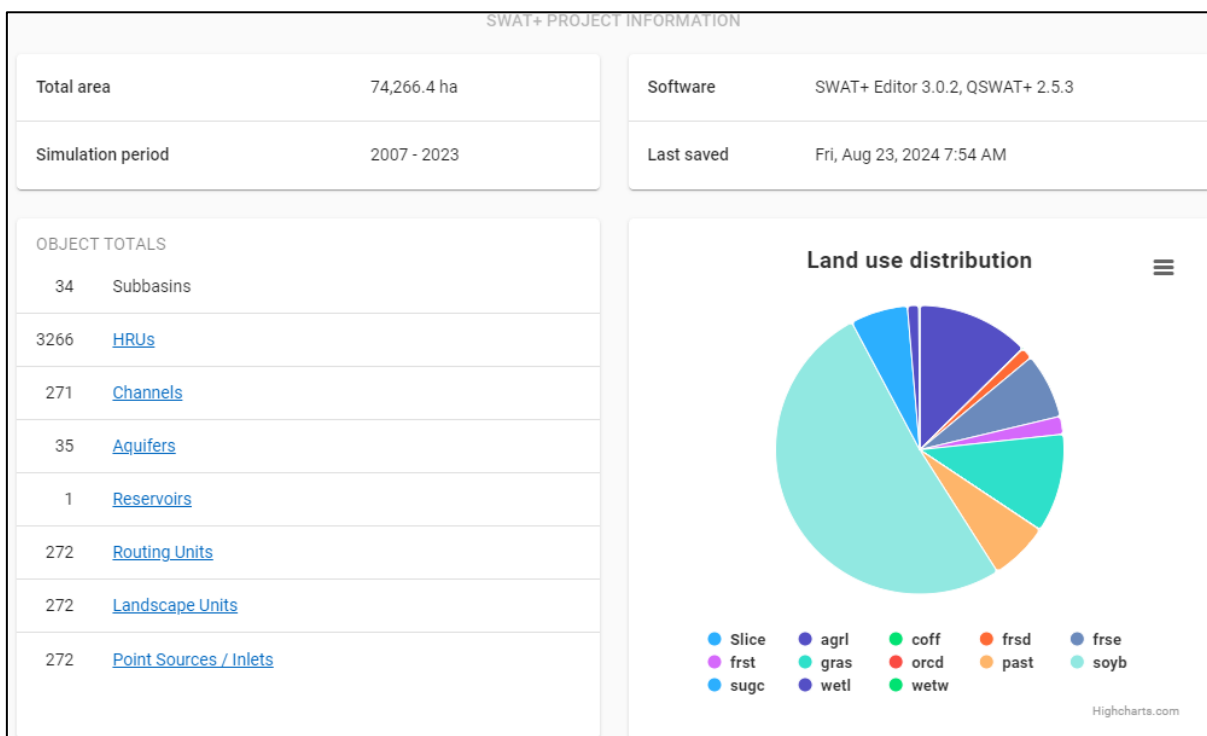 SWAT+ PROJECT INFORMATION
Total area 74,266.4 ha
Simulation period 2007 - 2023
Software SWAT+ Editor 3.0.2, QSWAT+ 2.5.3
Last saved Fri, Aug 23, 2024 7:54 AM
OBJECT TOTALS
34 Subbasins
3266 HRUs
271 Channels
35 Aquifers
1 Reservoirs
272 Routing Units
272 Landscape Units
272 Point Sources / Inlets
Land use distribution
Slice agrl coff frsd frse
frst gras orcd past soyb
sugc wetl wetw
Highcharts.com